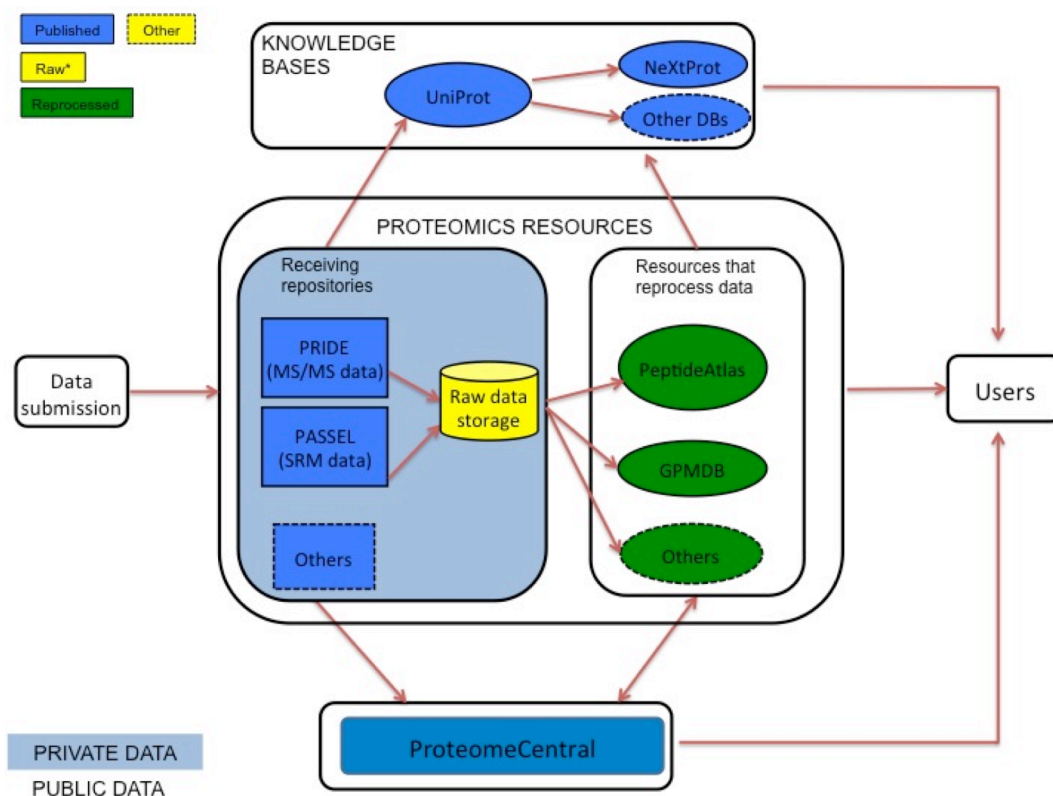 Published
Other
Raw*
Reprocessed
KNOWLEDGE
BASES
UniProt
NeXtProt
Other DBs
PROTEOMICS RESOURCES
Receiving
repositories
PRIDE
(MS/MS data)
PASSEL
(SRM data)
Others
Raw data
storage
Resources that
reprocess data
PeptideAtlas
GPMDB
Others
Data
submission
Users
ProteomeCentral
PRIVATE DATA
PUBLIC DATA